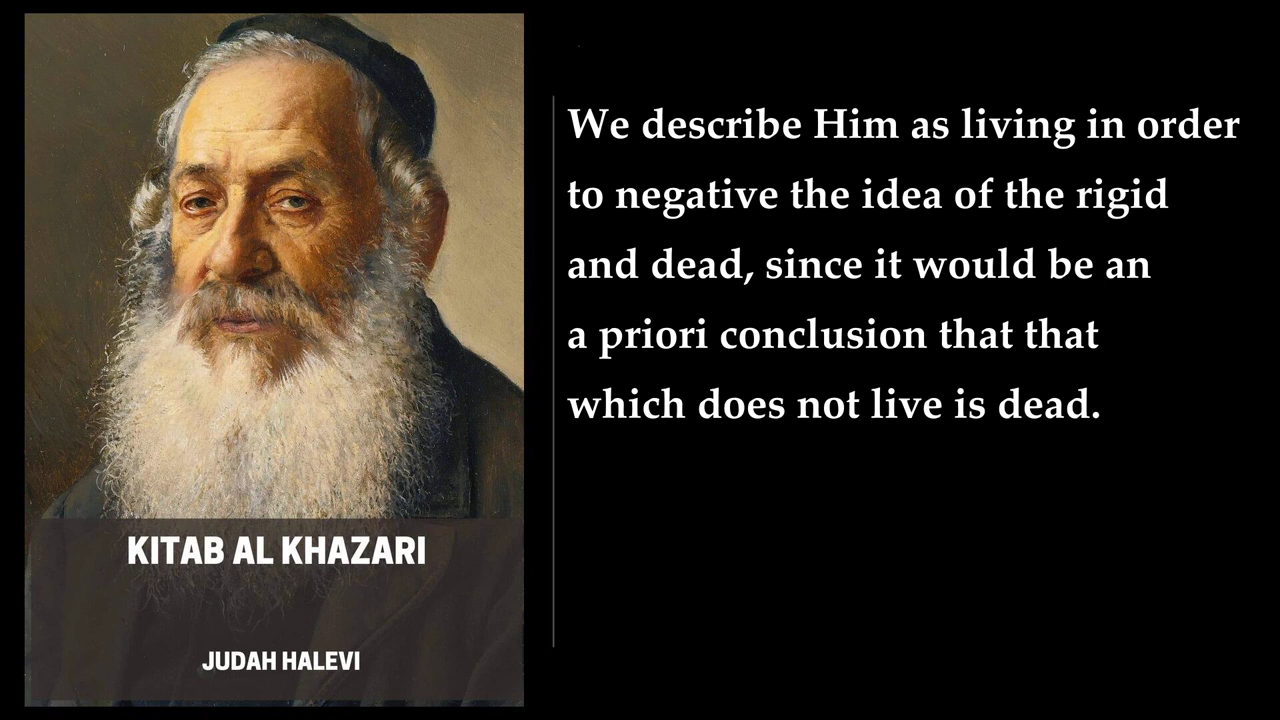 We describe Him as living in order
to negative the idea of the rigid
and dead, since it would be an
a priori conclusion that that
which does not live is dead.
KITAB AL KHAZARI
JUDAH HALEVI